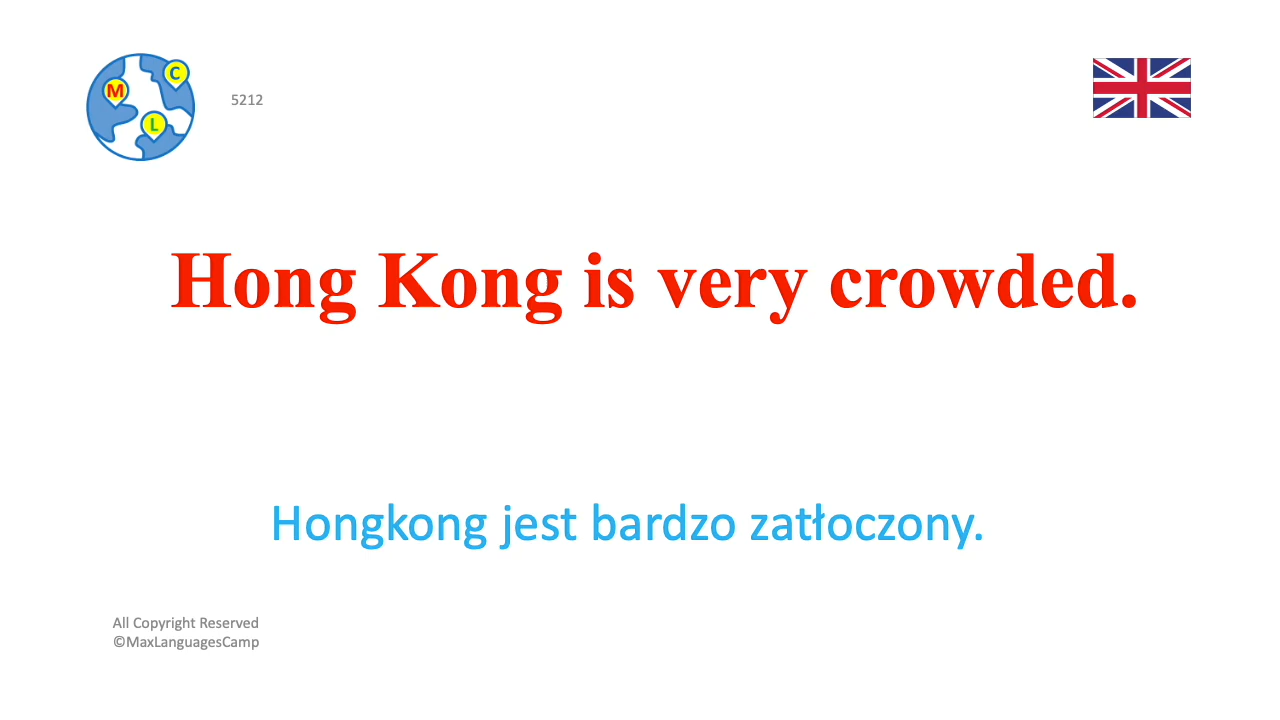 M
C
L
5212
Hong Kong is very crowded.
Hongkong jest bardzo zatłoczony.
All Copyright Reserved
©MaxLanguagesCamp